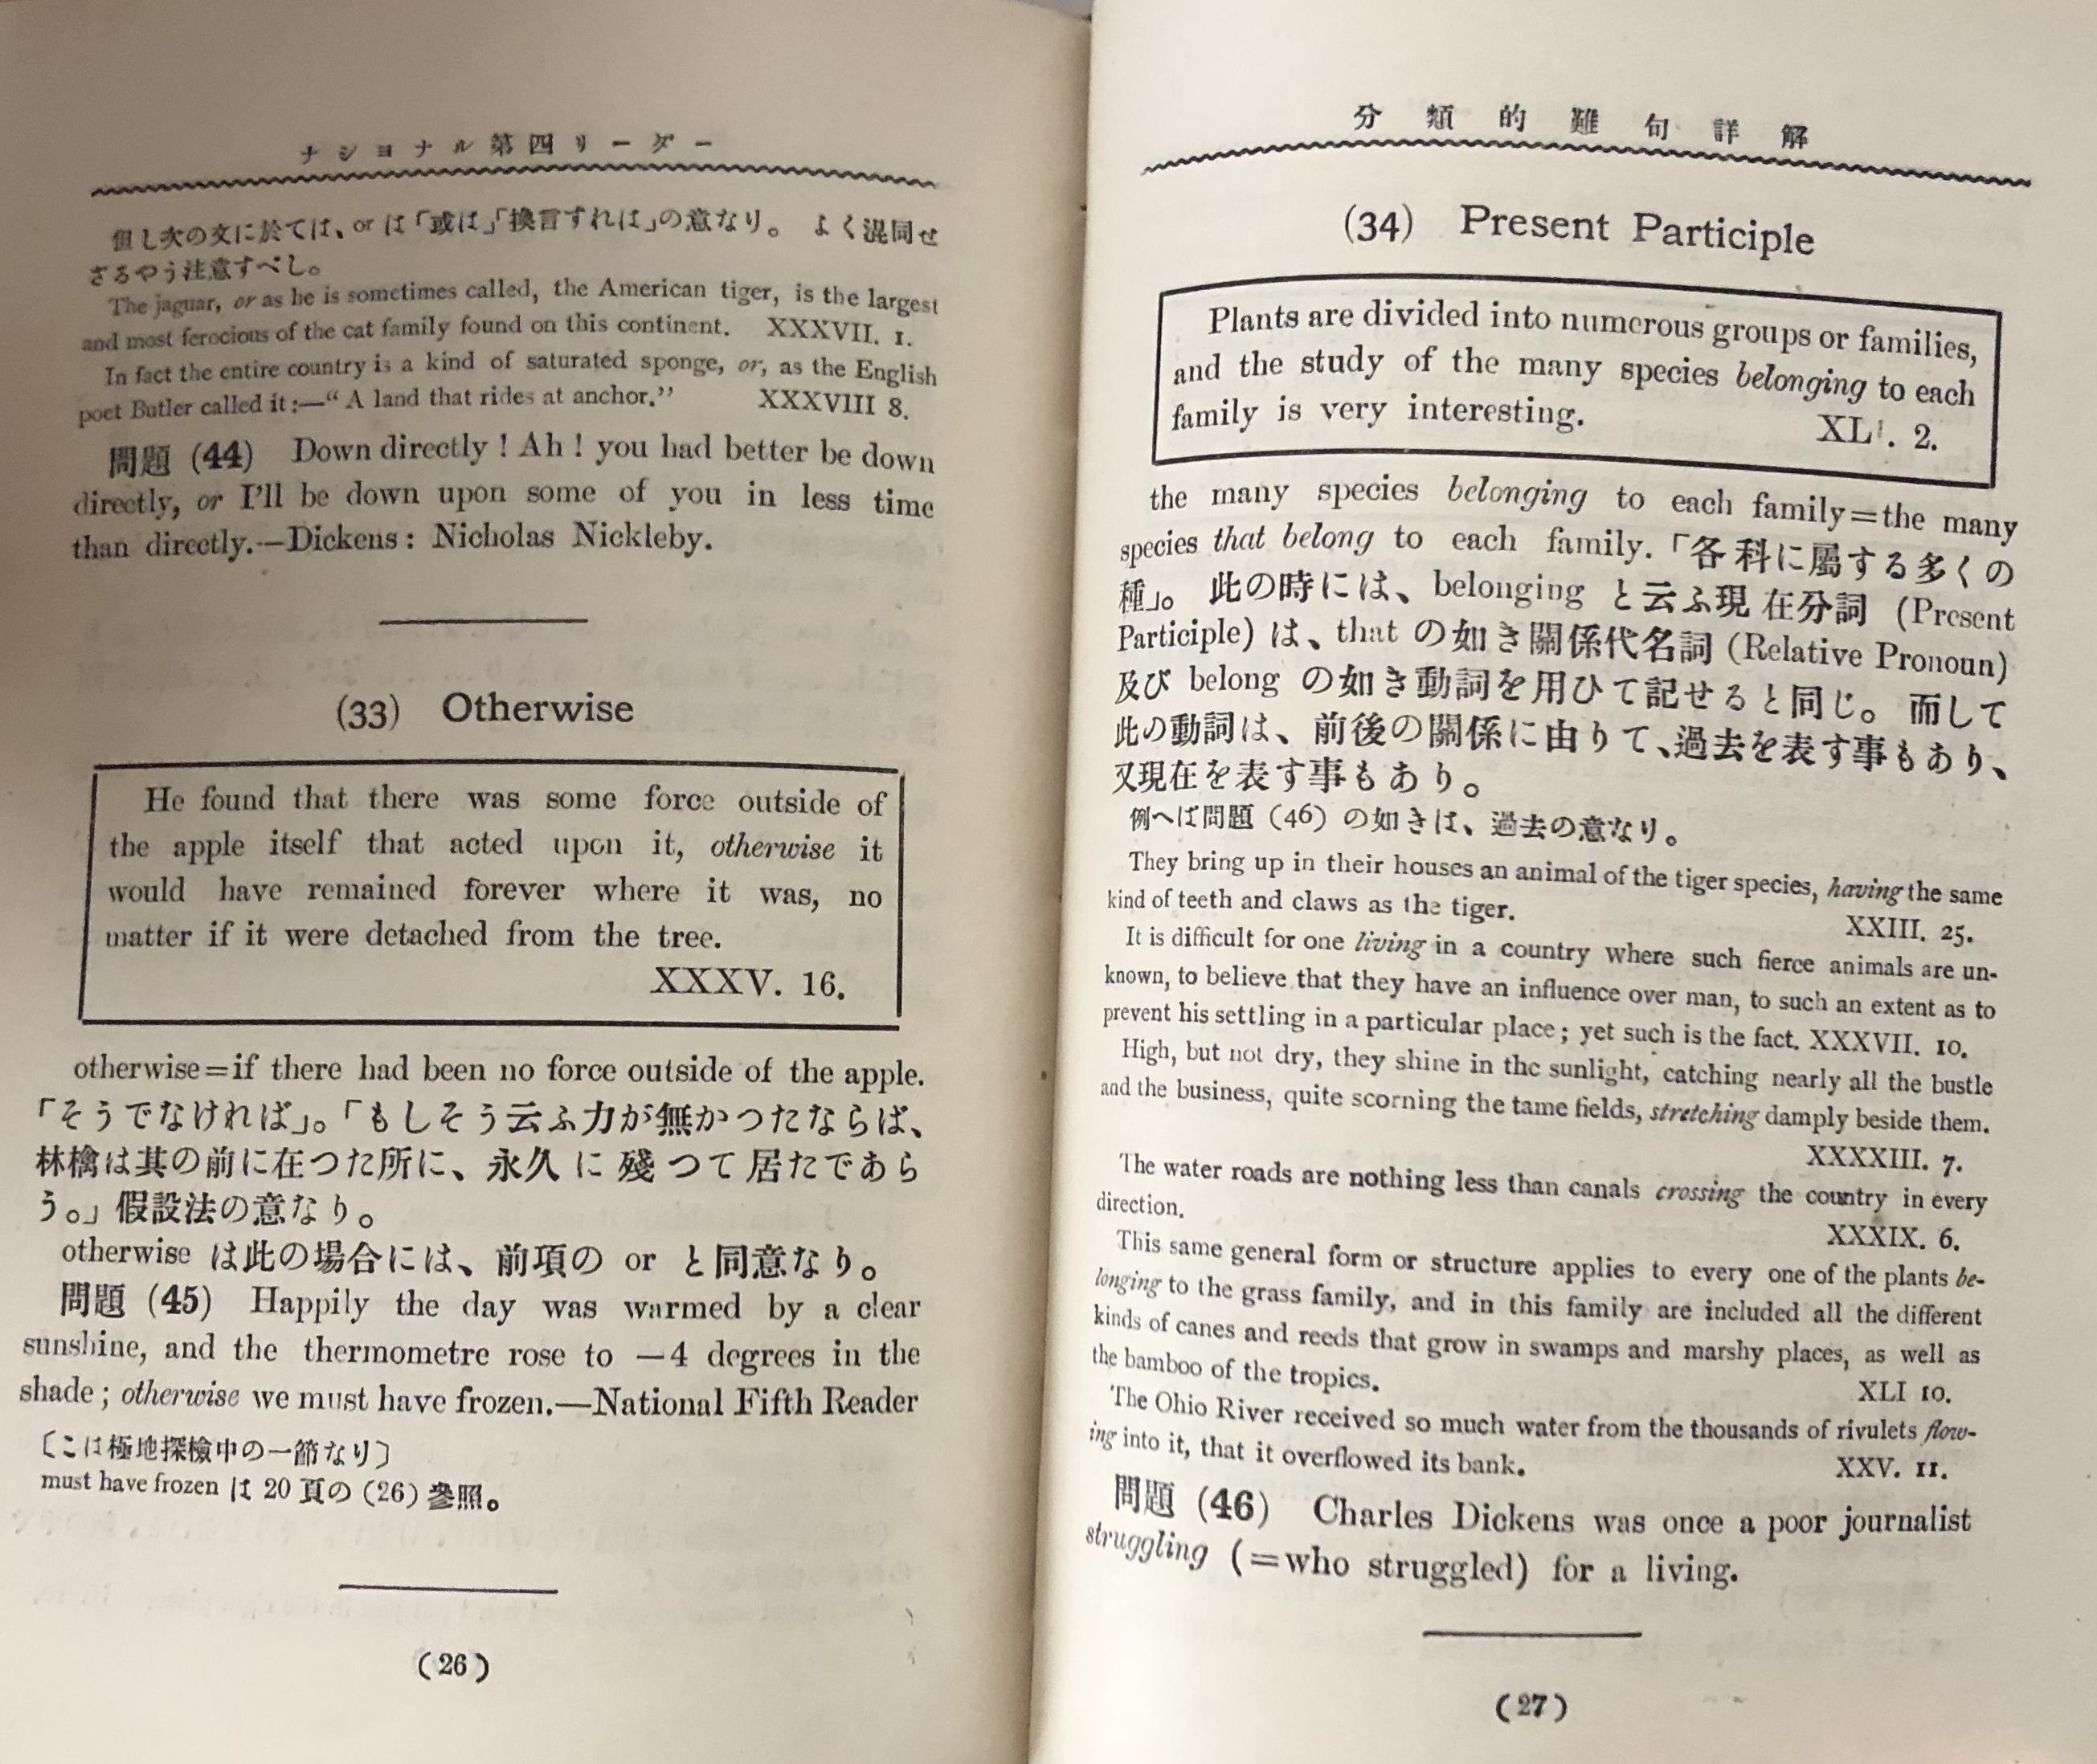 ナショナル第四リーダー
但し次の文に於ては、or は「或は」「換言すれば」の意なり。 よく混同せ
ざるやう注意すべし。
The jaguar, or as he is sometimes called, the American tiger, is the largest
and most ferocious of the cat family found on this continent. XXXVII. 1.
In fact the entire country is a kind of saturated sponge, or, as the English
poet Butler called it:—“A land that rides at anchor.” XXXVIII 8.
問題 (44) Down directly! Ah! you had better be down
directly, or I’ll be down upon some of you in less time
than directly.—Dickens: Nicholas Nickleby.
(33) Otherwise
He found that there was some force outside of
the apple itself that acted upon it, otherwise it
would have remained forever where it was, no
matter if it were detached from the tree.
XXXV. 16.
otherwise=if there had been no force outside of the apple.
「そうでなければ」。「もしそう云ふ力が無かつたならば、
林檎は其の前に在つた所に、永久に殘つて居たであら
う。」假設法の意なり。
otherwise は此の場合には、前項の or と同意なり。
問題 (45) Happily the day was warmed by a clear
sunshine, and the thermometre rose to —4 degrees in the
shade; otherwise we must have frozen.—National Fifth Reader
〔こは極地探檢中の一節なり〕
must have frozen は 20 頁の (26) 參照。
(26)
分類的難句詳解
(34) Present Participle
Plants are divided into numerous groups or families,
and the study of the many species belonging to each
family is very interesting. XLI. 2.
the many species belonging to each family=the many
species that belong to each family.「各科に屬する多くの
種」。 此の時には、belonging と云ふ現在分詞 (Present
Participle) は、that の如き關係代名詞 (Relative Pronoun)
及び belong の如き動詞を用ひて記せると同じ。 而して
此の動詞は、前後の關係に由りて、過去を表す事もあり、
又現在を表す事もあり。
例へば問題 (46) の如きは、過去の意なり。
They bring up in their houses an animal of the tiger species, having the same
kind of teeth and claws as the tiger. XXIII. 25.
It is difficult for one living in a country where such fierce animals are un-
known, to believe that they have an influence over man, to such an extent as to
prevent his settling in a particular place; yet such is the fact. XXXVII. 10.
High, but not dry, they shine in the sunlight, catching nearly all the bustle
and the business, quite scorning the tame fields, stretching damply beside them.
XXXXIII. 7.
The water roads are nothing less than canals crossing the country in every
direction. XXXIX. 6.
This same general form or structure applies to every one of the plants be-
longing to the grass family, and in this family are included all the different
kinds of canes and reeds that grow in swamps and marshy places, as well as
the bamboo of the tropics. XLI 10.
The Ohio River received so much water from the thousands of rivulets flow-
ing into it, that it overflowed its bank. XXV. 11.
問題 (46) Charles Dickens was once a poor journalist
struggling (=who struggled) for a living.
(27)